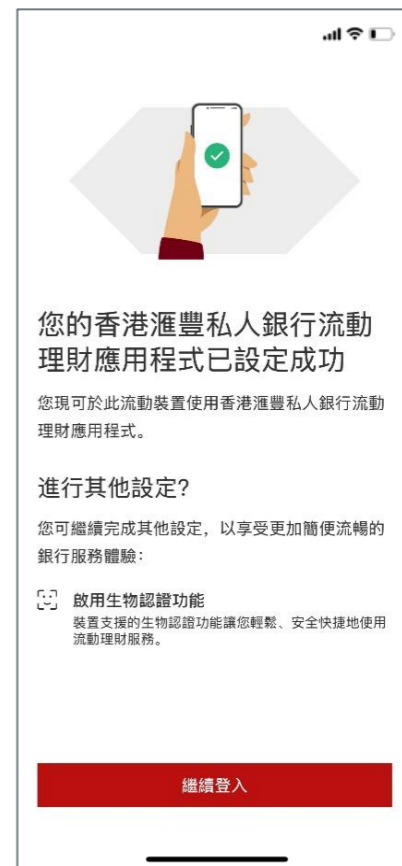 您的香港滙豐私人銀行流動
理財應用程式已設定成功
您現可於此流動裝置使用香港滙豐私人銀行流動
理財應用程式。
進行其他設定?
您可繼續完成其他設定，以享受更加簡便流暢的
銀行服務體驗：
啟用生物認證功能
裝置支援的生物認證功能讓您輕鬆、安全快捷地使用
流動理財服務。
繼續登入